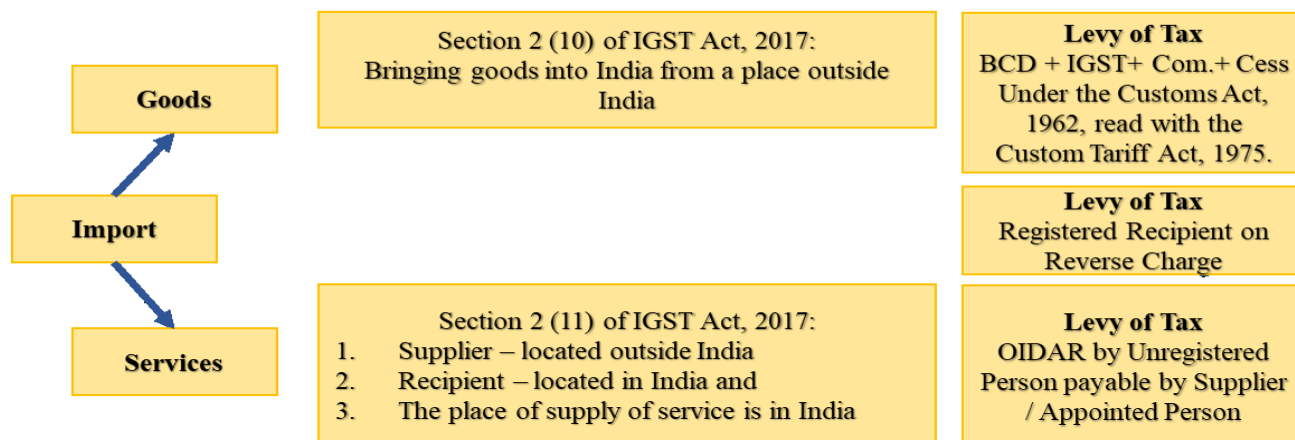 Import
Goods
Section 2 (10) of IGST Act, 2017:
Bringing goods into India from a place outside
India
Levy of Tax
BCD + IGST+ Com.+ Cess
Under the Customs Act,
1962, read with the
Custom Tariff Act, 1975.
Services
Section 2 (11) of IGST Act, 2017:
1. Supplier – located outside India
2. Recipient – located in India and
3. The place of supply of service is in India
Levy of Tax
Registered Recipient on
Reverse Charge
Levy of Tax
OIDAR by Unregistered
Person payable by Supplier
/ Appointed Person